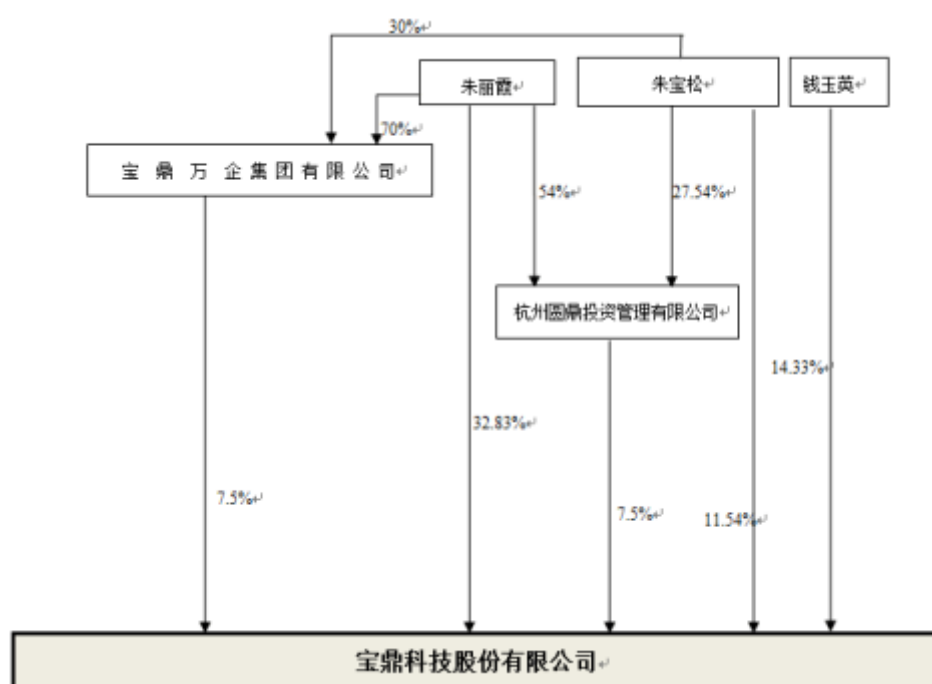 30%
朱丽霞
朱宝松
钱玉英
70%
宝鼎万企集团有限公司
54%
27.54%
杭州圆鼎投资管理有限公司
14.33%
32.83%
7.5%
7.5%
11.54%
宝鼎科技股份有限公司